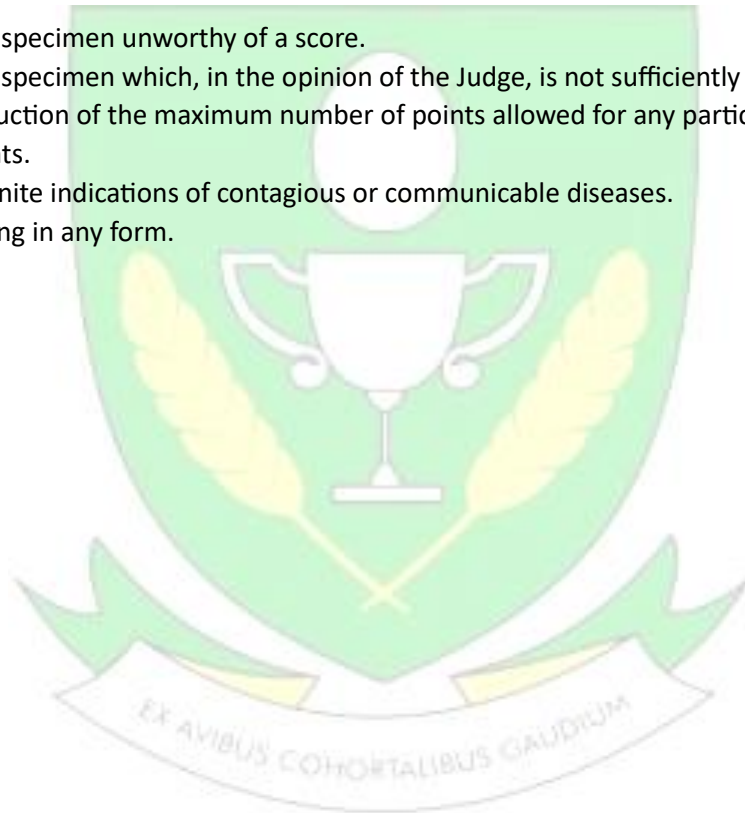 specimen unworthy of a score.
specimen which, in the opinion of the Judge, is not sufficiently
uction of the maximum number of points allowed for any partic
ts.
nite indications of contagious or communicable diseases.
ng in any form.
EX AVIBUS COHORTALIBUS GAUDIUM